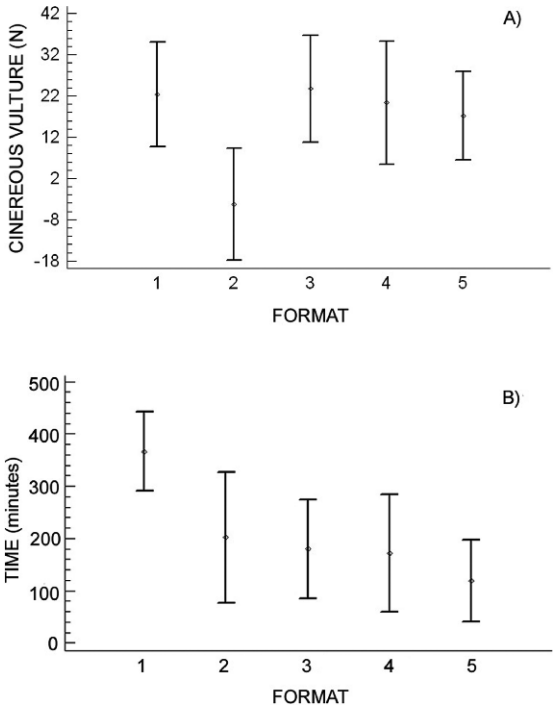 A)
CINEREOUS VULTURE (N)
42
32
22
12
2
-8
-18
1 2 3 4 5
FORMAT
B)
TIME (minutes)
500
400
300
200
100
0
1 2 3 4 5
FORMAT